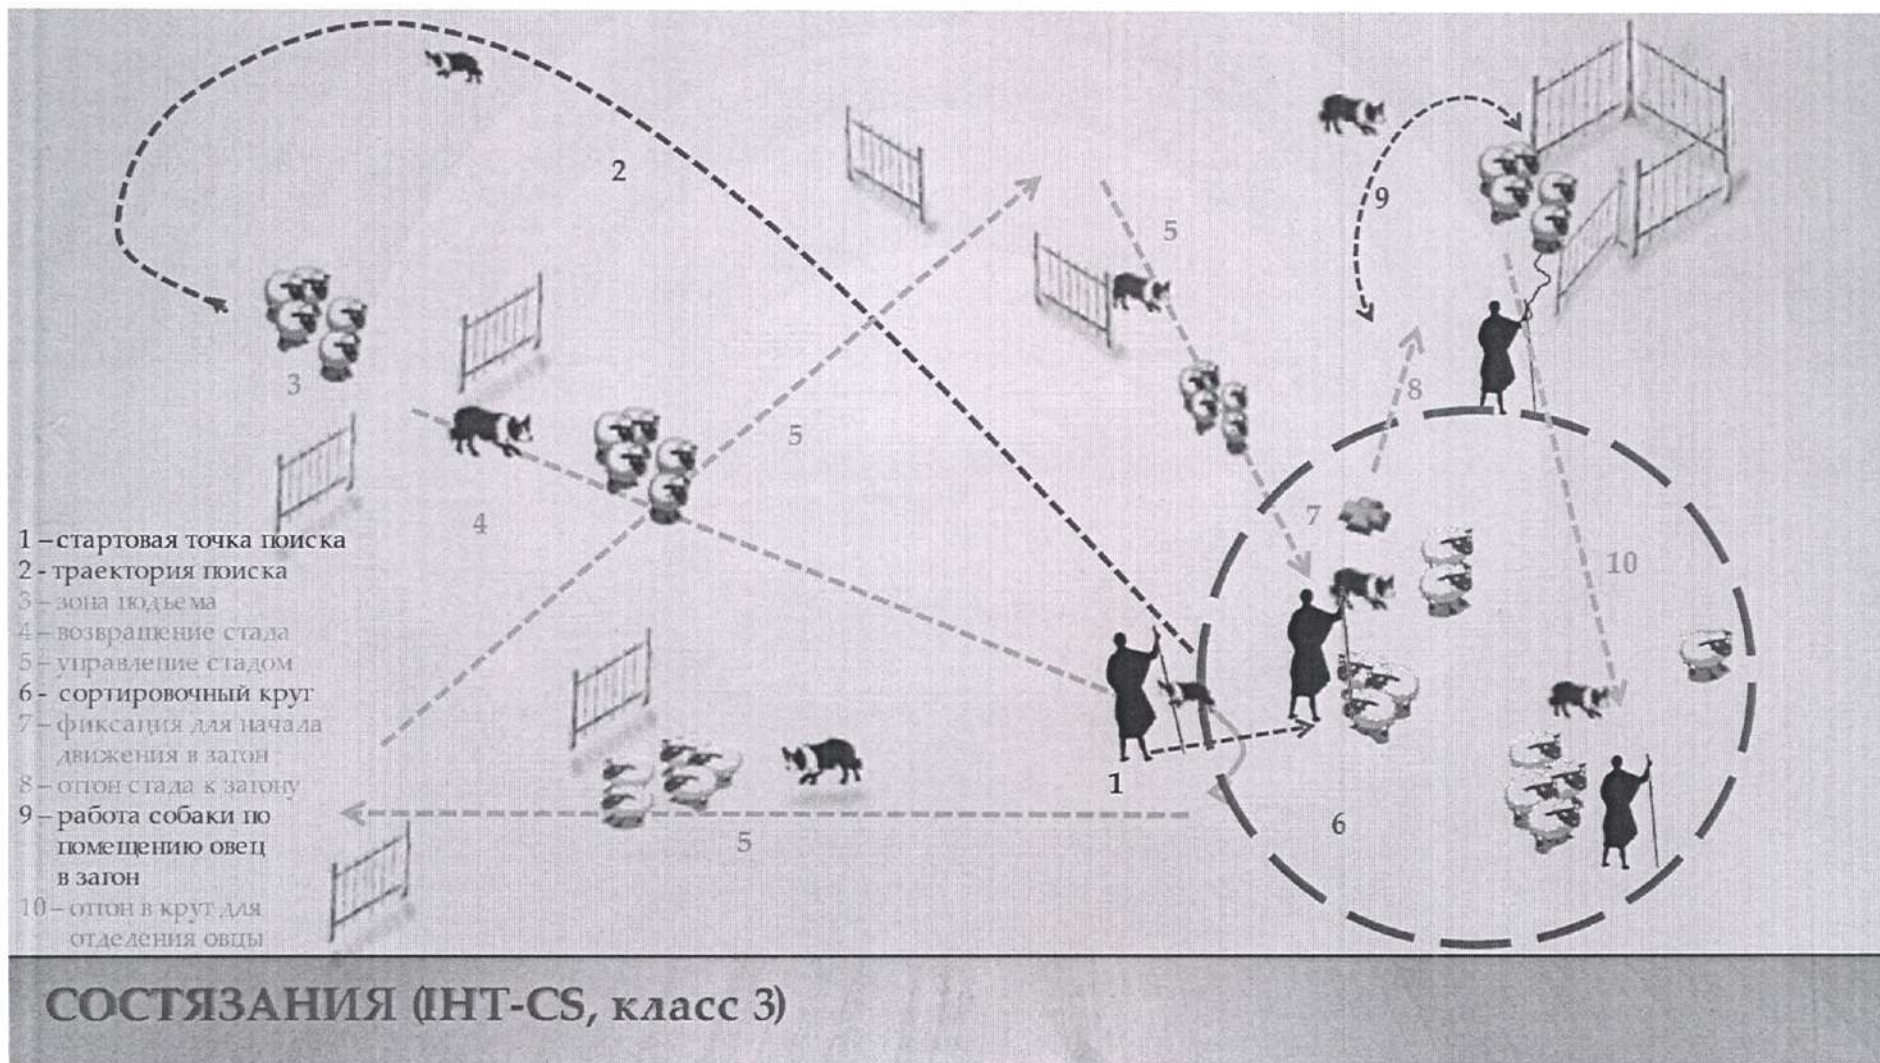 2
5
9
3
8
5
4
7
10
1 – стартовая точка поиска
2 - траектория поиска
3 – зона подъема
4 – возвращение стада
5 – управление стадом
6 - сортировочный круг
7 – фиксация для начала
движения в загон
8 – отгон стада к загону
9 – работа собаки по
помещению овец
в загон
10 – отгон в круг для
отделения овцы
1
6
5
СОСТЯЗАНИЯ (IHT-CS, класс 3)